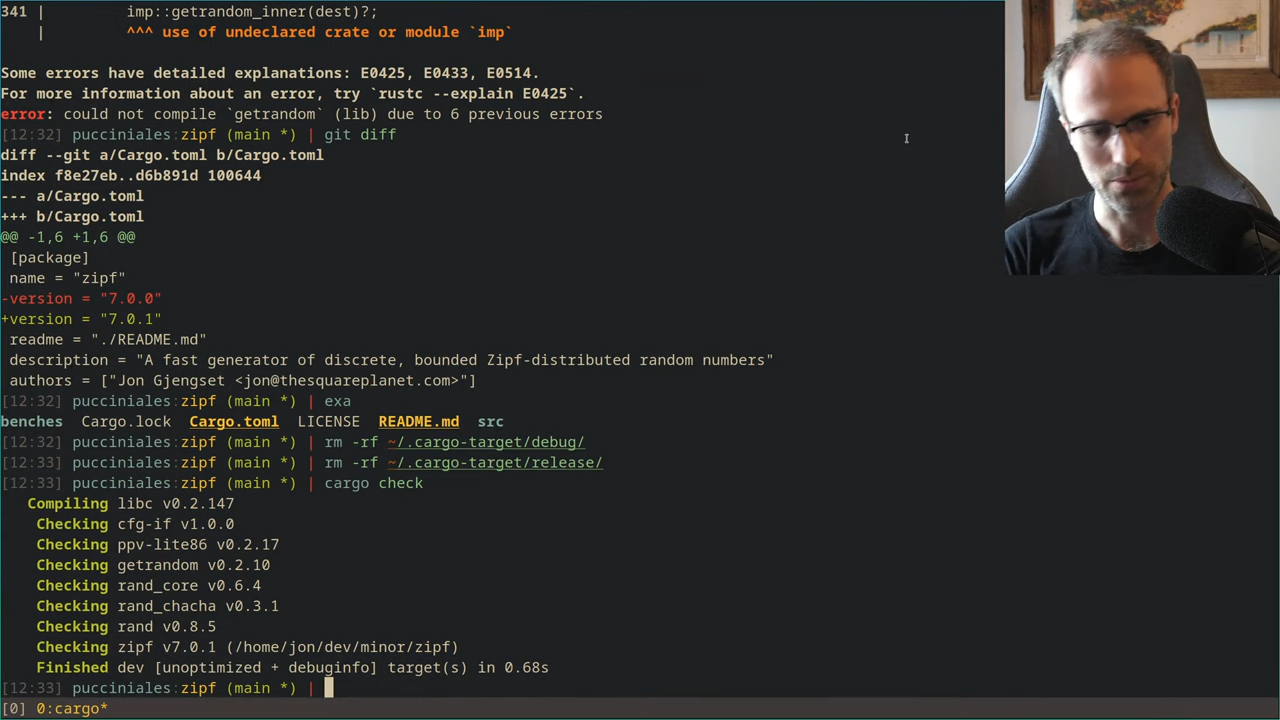 341 |         imp::getrandom_inner(dest)?;
    |         ^^^ use of undeclared crate or module `imp`
Some errors have detailed explanations: E0425, E0433, E0514.
For more information about an error, try `rustc --explain E0425`.
error: could not compile `getrandom` (lib) due to 6 previous errors
[12:32] pucciniales:zipf (main *) | git diff
diff --git a/Cargo.toml b/Cargo.toml
index f8e27eb..d6b891d 100644
--- a/Cargo.toml
+++ b/Cargo.toml
@@ -1,6 +1,6 @@
 [package]
 name = "zipf"
-version = "7.0.0"
+version = "7.0.1"
 readme = "./README.md"
 description = "A fast generator of discrete, bounded Zipf-distributed random numbers"
 authors = ["Jon Gjengset <jon@thesquareplanet.com>"]
[12:32] pucciniales:zipf (main *) | exa
benches  Cargo.lock  Cargo.toml  LICENSE  README.md  src
[12:32] pucciniales:zipf (main *) | rm -rf ~/.cargo-target/debug/
[12:33] pucciniales:zipf (main *) | rm -rf ~/.cargo-target/release/
[12:33] pucciniales:zipf (main *) | cargo check
   Compiling libc v0.2.147
    Checking cfg-if v1.0.0
    Checking ppv-lite86 v0.2.17
    Checking getrandom v0.2.10
    Checking rand_core v0.6.4
    Checking rand_chacha v0.3.1
    Checking rand v0.8.5
    Checking zipf v7.0.1 (/home/jon/dev/minor/zipf)
    Finished dev [unoptimized + debuginfo] target(s) in 0.68s
[12:33] pucciniales:zipf (main *) |
[0] 0:cargo*